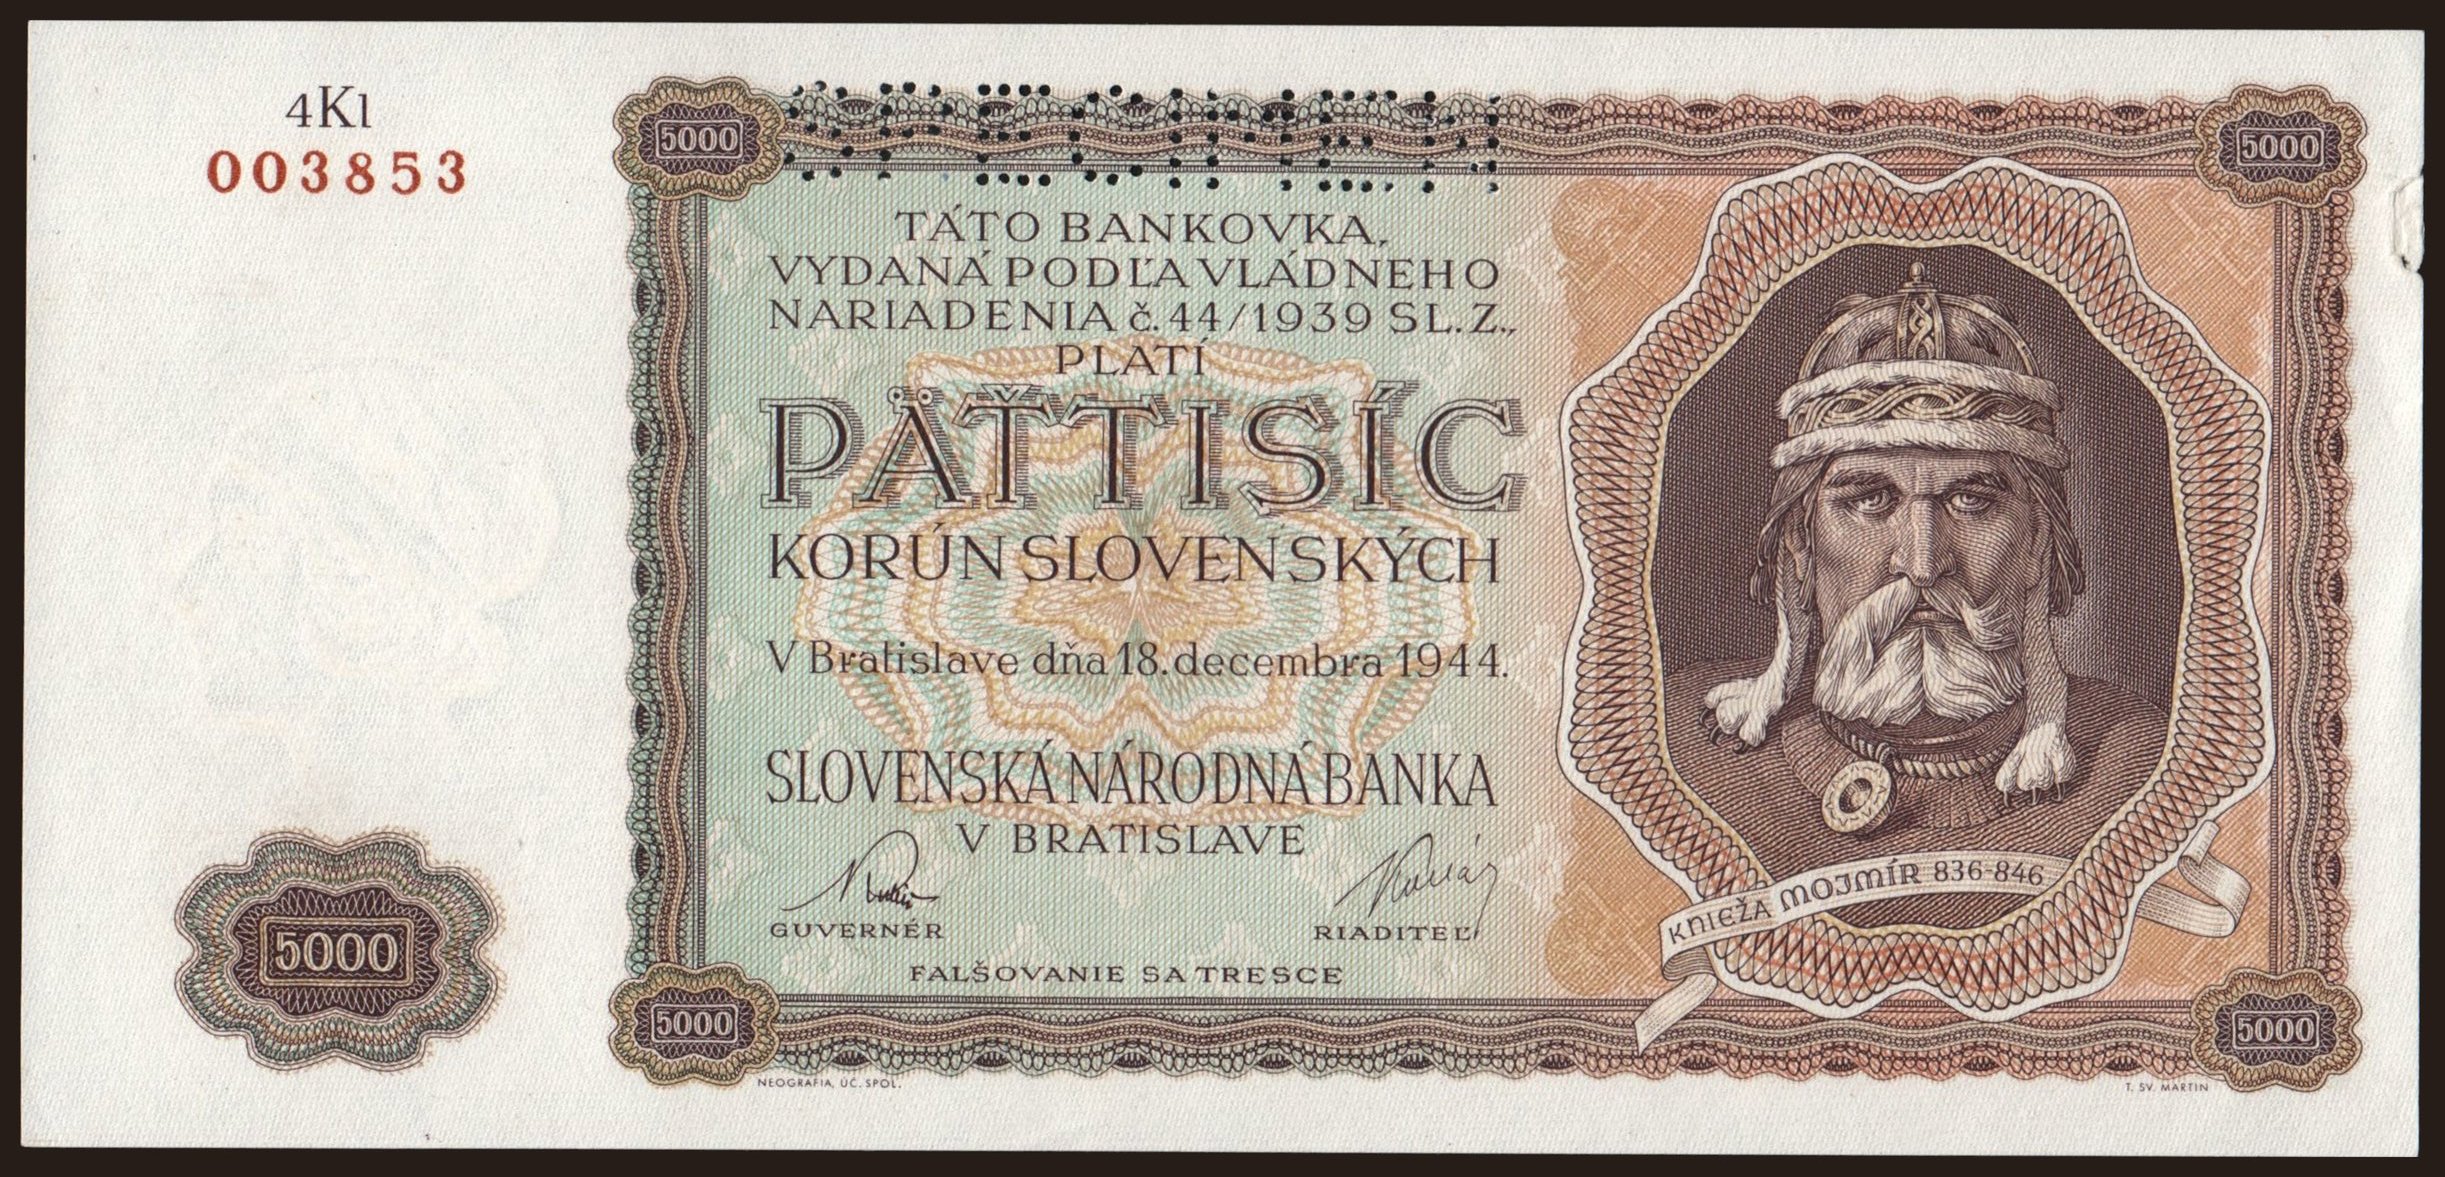 4Kl
003853
5000
5000
TÁTO BANKOVKA,
VYDANÁ PODĽA VLÁDNEHO
NARIADENIA č. 44/1939 SL. Z.,
PLATÍ
PÄŤTISÍC
KORÚN SLOVENSKÝCH
V Bratislave dňa 18. decembra 1944.
SLOVENSKÁ NÁRODNÁ BANKA
V BRATISLAVE
GUVERNÉR
RIADITEĽ
FALŠOVANIE SA TRESCE
KNIEŽA MOJMÍR 836-846
5000
5000
5000
NEOGRAFIA, ÚČ. SPOL.
T. SV. MARTIN